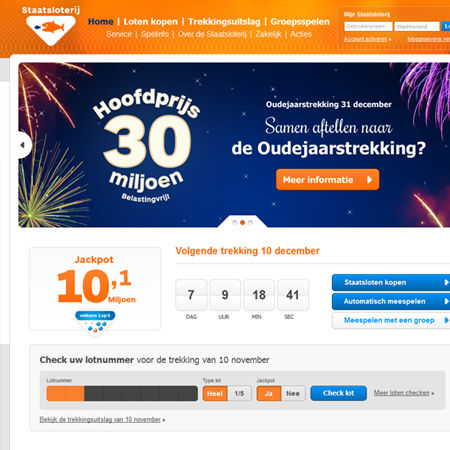 Staatsloterij
Home | Loten kopen | Trekkingsuitslag | Groepsspelen
Service | Spelinfo | Over de Staatsloterij | Zakelijk | Acties
Mijn Staatsloterij
Gebruikersnaam Wachtwoord
Account activeren »
Hoofdprijs
30
miljoen
Belastingvrij!
Oudejaarstrekking 31 december
Samen aftellen naar
de Oudejaarstrekking?
Meer informatie
Jackpot
10,1
Miljoen
Volgende trekking 10 december
7 9 18 41
DAG UUR MIN SEC
Staatsloten kopen
Automatisch meespelen
Meespelen met een groep
Check uw lotnummer voor de trekking van 10 november
Lotnummer Type lot Jackpot
Heel 1/5 Ja Nee Check lot Meer loten checken »
Bekijk de trekkingsuitslag van 10 november »